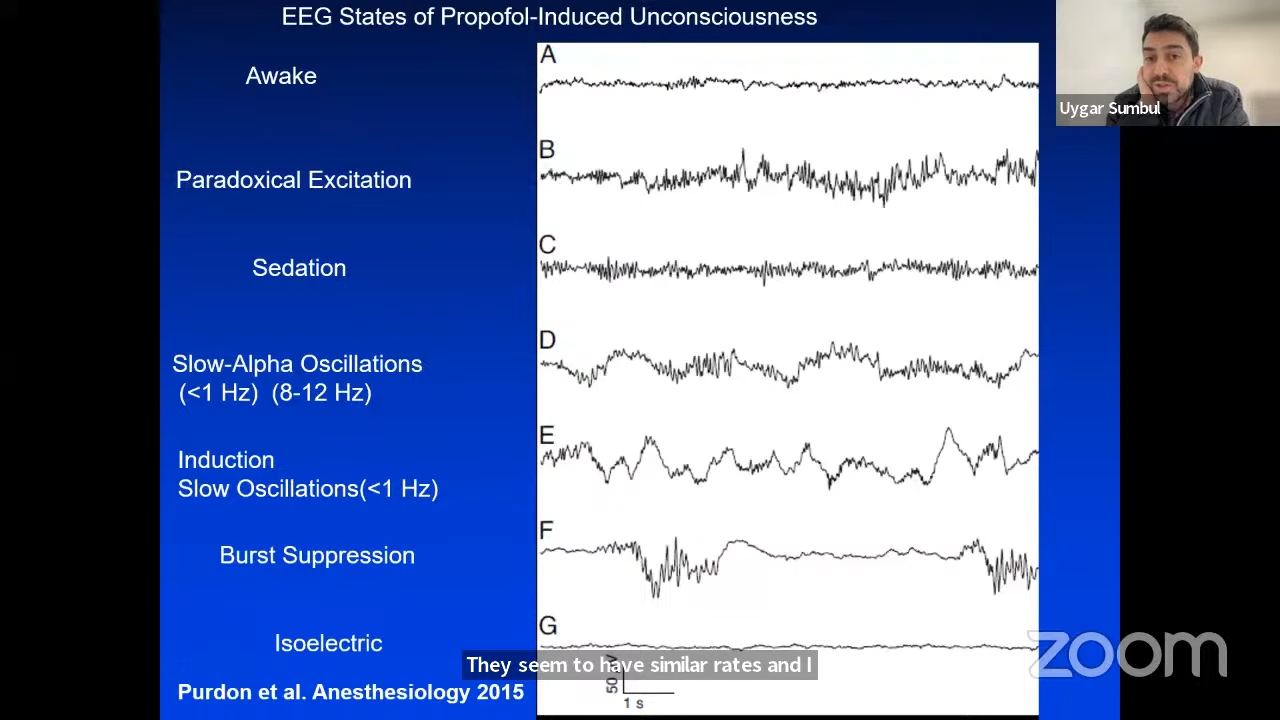 EEG States of Propofol-Induced Unconsciousness
A
Awake
Uygar Sumbul
B
Paradoxical Excitation
C
Sedation
D
Slow-Alpha Oscillations
(<1 Hz) (8-12 Hz)
E
Induction
Slow Oscillations(<1 Hz)
F
Burst Suppression
G
Isoelectric
They seem to have similar rates and I
zoom
50
Purdon et al. Anesthesiology 2015
1 s